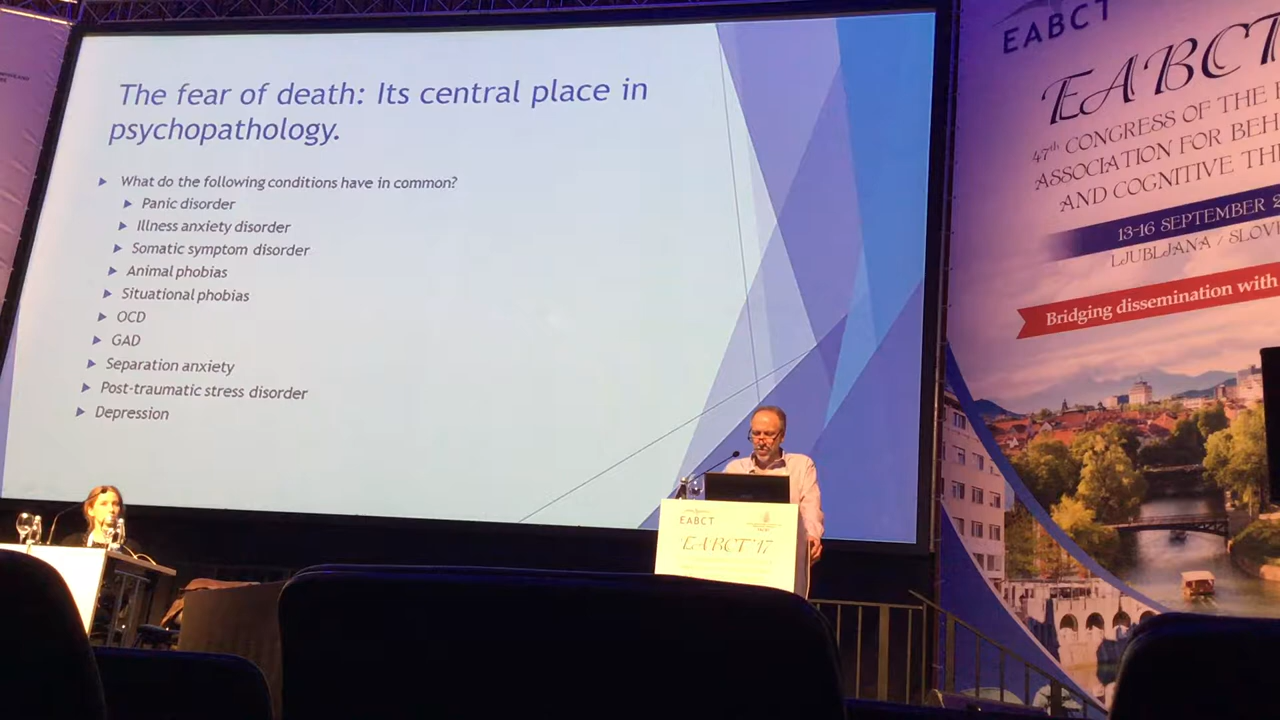 The fear of death: Its central place in
psychopathology.
What do the following conditions have in common?
Panic disorder
Illness anxiety disorder
Somatic symptom disorder
Animal phobias
Situational phobias
OCD
GAD
Separation anxiety
Post-traumatic stress disorder
Depression
EABCT
EABCT'17
EABCT
EABCT
47th CONGRESS OF THE
ASSOCIATION FOR
AND COGNITIVE
13-16 SEPTEMBER
LJUBLJANA /
Bridging dissemination with